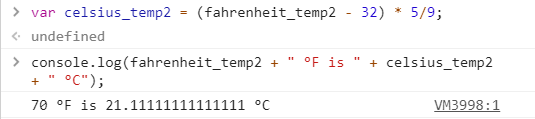 > var celsius_temp2 = (fahrenheit_temp2 - 32) * 5/9;
undefined
> console.log(fahrenheit_temp2 + " °F is " + celsius_temp2
+ " °C");
70 °F is 21.11111111111111 °C VM3998:1